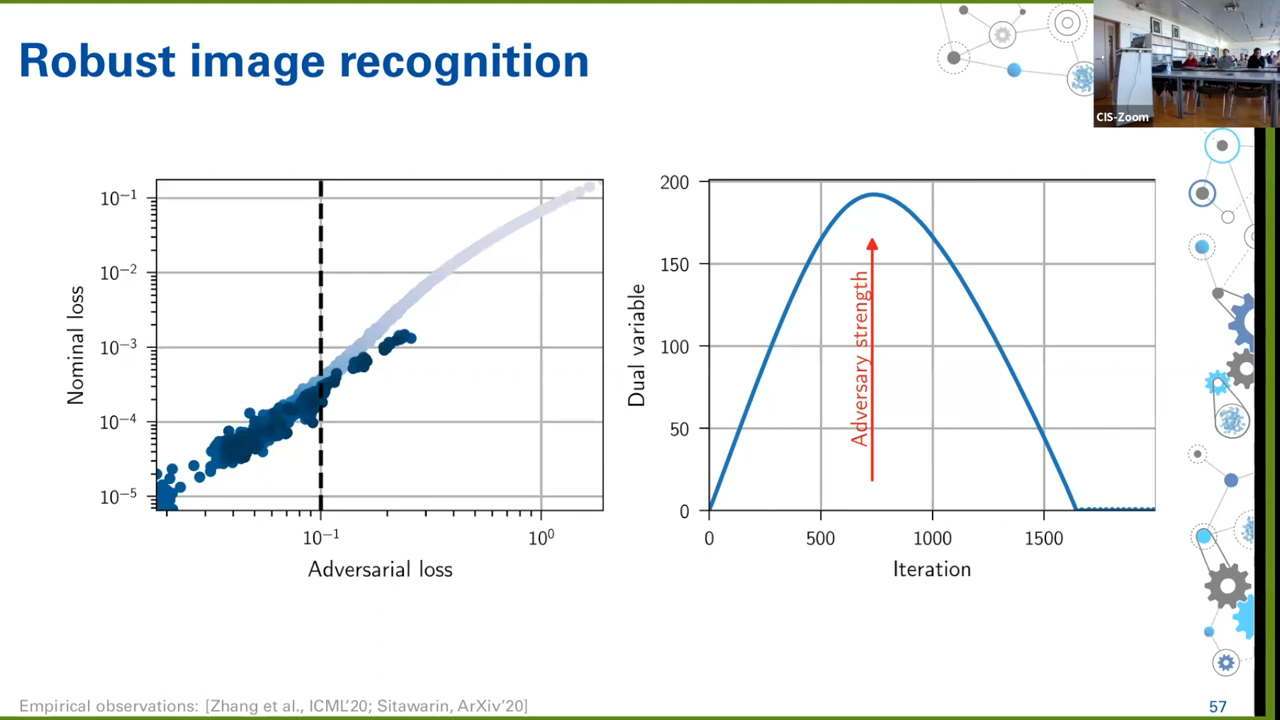 Robust image recognition
CIS-Zoom
10⁻¹
10⁻²
10⁻³
10⁻⁴
10⁻⁵
Nominal loss
10⁻¹
10⁰
Adversarial loss
200
150
100
50
0
Dual variable
Adversary strength
0
500
1000
1500
Iteration
Empirical observations: [Zhang et al., ICML'20; Sitawarin, ArXiv'20]
57